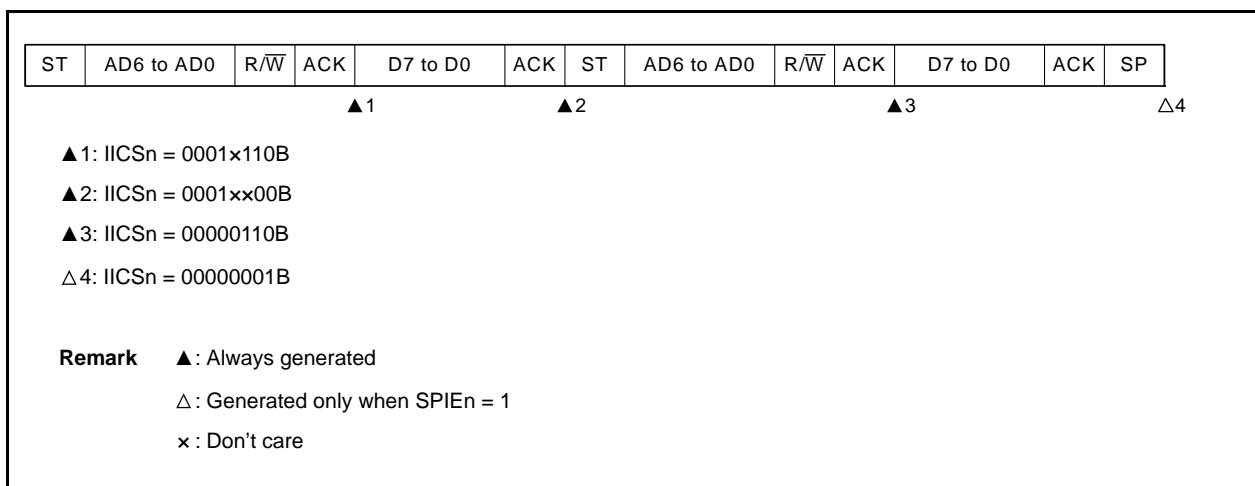 ST AD6 to AD0 R/W̅ ACK D7 to D0 ACK ST AD6 to AD0 R/W̅ ACK D7 to D0 ACK SP
▲1 ▲2 ▲3 △4
▲1: IICSn = 0001×110B
▲2: IICSn = 0001××00B
▲3: IICSn = 00000110B
△4: IICSn = 00000001B
Remark ▲: Always generated
△: Generated only when SPIEn = 1
×: Don't care